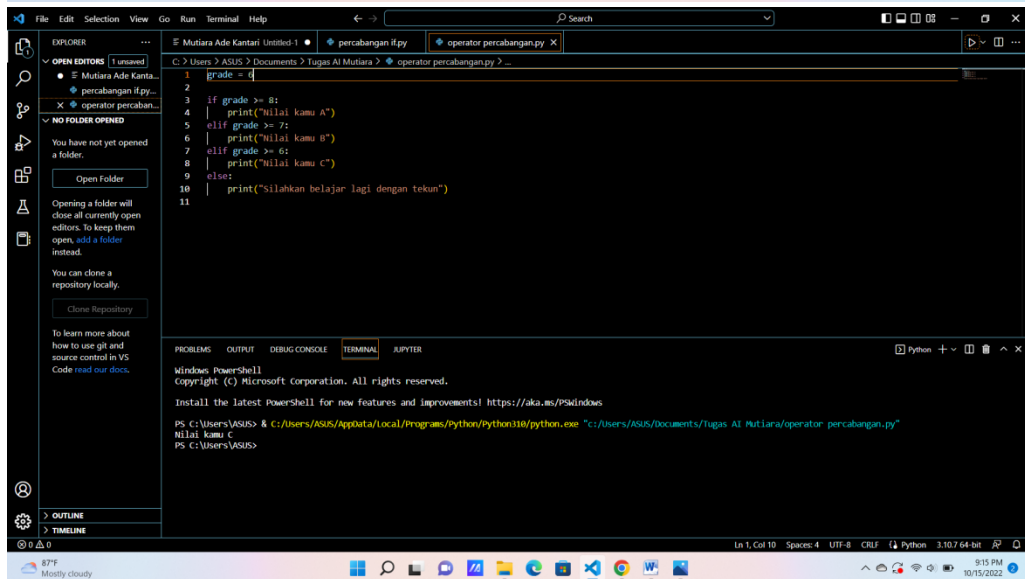 File Edit Selection View Go Run Terminal Help
Search
EXPLORER
OPEN EDITORS 1 unsaved
Mutiara Ade Kanta...
percabangan if.py...
operator percaban...
NO FOLDER OPENED
You have not yet opened
a folder.
Open Folder
Opening a folder will
close all currently open
editors. To keep them
open, add a folder
instead.
You can clone a
repository locally.
Clone Repository
To learn more about
how to use git and
source control in VS
Code read our docs.
OUTLINE
TIMELINE
Mutiara Ade Kantari Untitled-1 percabangan if.py operator percabangan.py
C: > Users > ASUS > Documents > Tugas AI Mutiara > operator percabangan.py > ...
1 grade = 6
2
3 if grade >= 8:
4     print("Nilai kamu A")
5 elif grade >= 7:
6     print("Nilai kamu B")
7 elif grade >= 6:
8     print("Nilai kamu C")
9 else:
10     print("Silahkan belajar lagi dengan tekun")
11
PROBLEMS OUTPUT DEBUG CONSOLE TERMINAL JUPYTER
Python
Windows PowerShell
Copyright (C) Microsoft Corporation. All rights reserved.
Install the latest PowerShell for new features and improvements! https://aka.ms/PSWindows
PS C:\Users\ASUS> & C:/Users/ASUS/AppData/Local/Programs/Python/Python310/python.exe "c:/Users/ASUS/Documents/Tugas AI Mutiara/operator percabangan.py"
Nilai kamu C
PS C:\Users\ASUS>
0 0
Ln 1, Col 10 Spaces: 4 UTF-8 CRLF Python 3.10.7 64-bit
87°F
Mostly cloudy
9:15 PM
10/15/2022